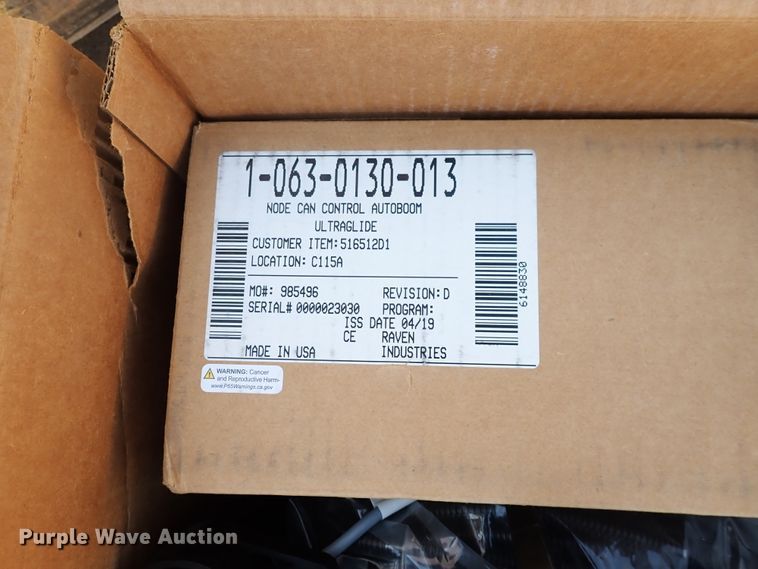 1-063-0130-013
NODE CAN CONTROL AUTOBOOM
ULTRAGLIDE
CUSTOMER ITEM:516512D1
LOCATION: C115A
MO#: 985496 REVISION:D
SERIAL# 0000023030 PROGRAM:
ISS DATE 04/19
CE RAVEN
MADE IN USA INDUSTRIES
6148830
WARNING: Cancer
and Reproductive Harm-
www.P65Warnings.ca.gov
Purple Wave Auction